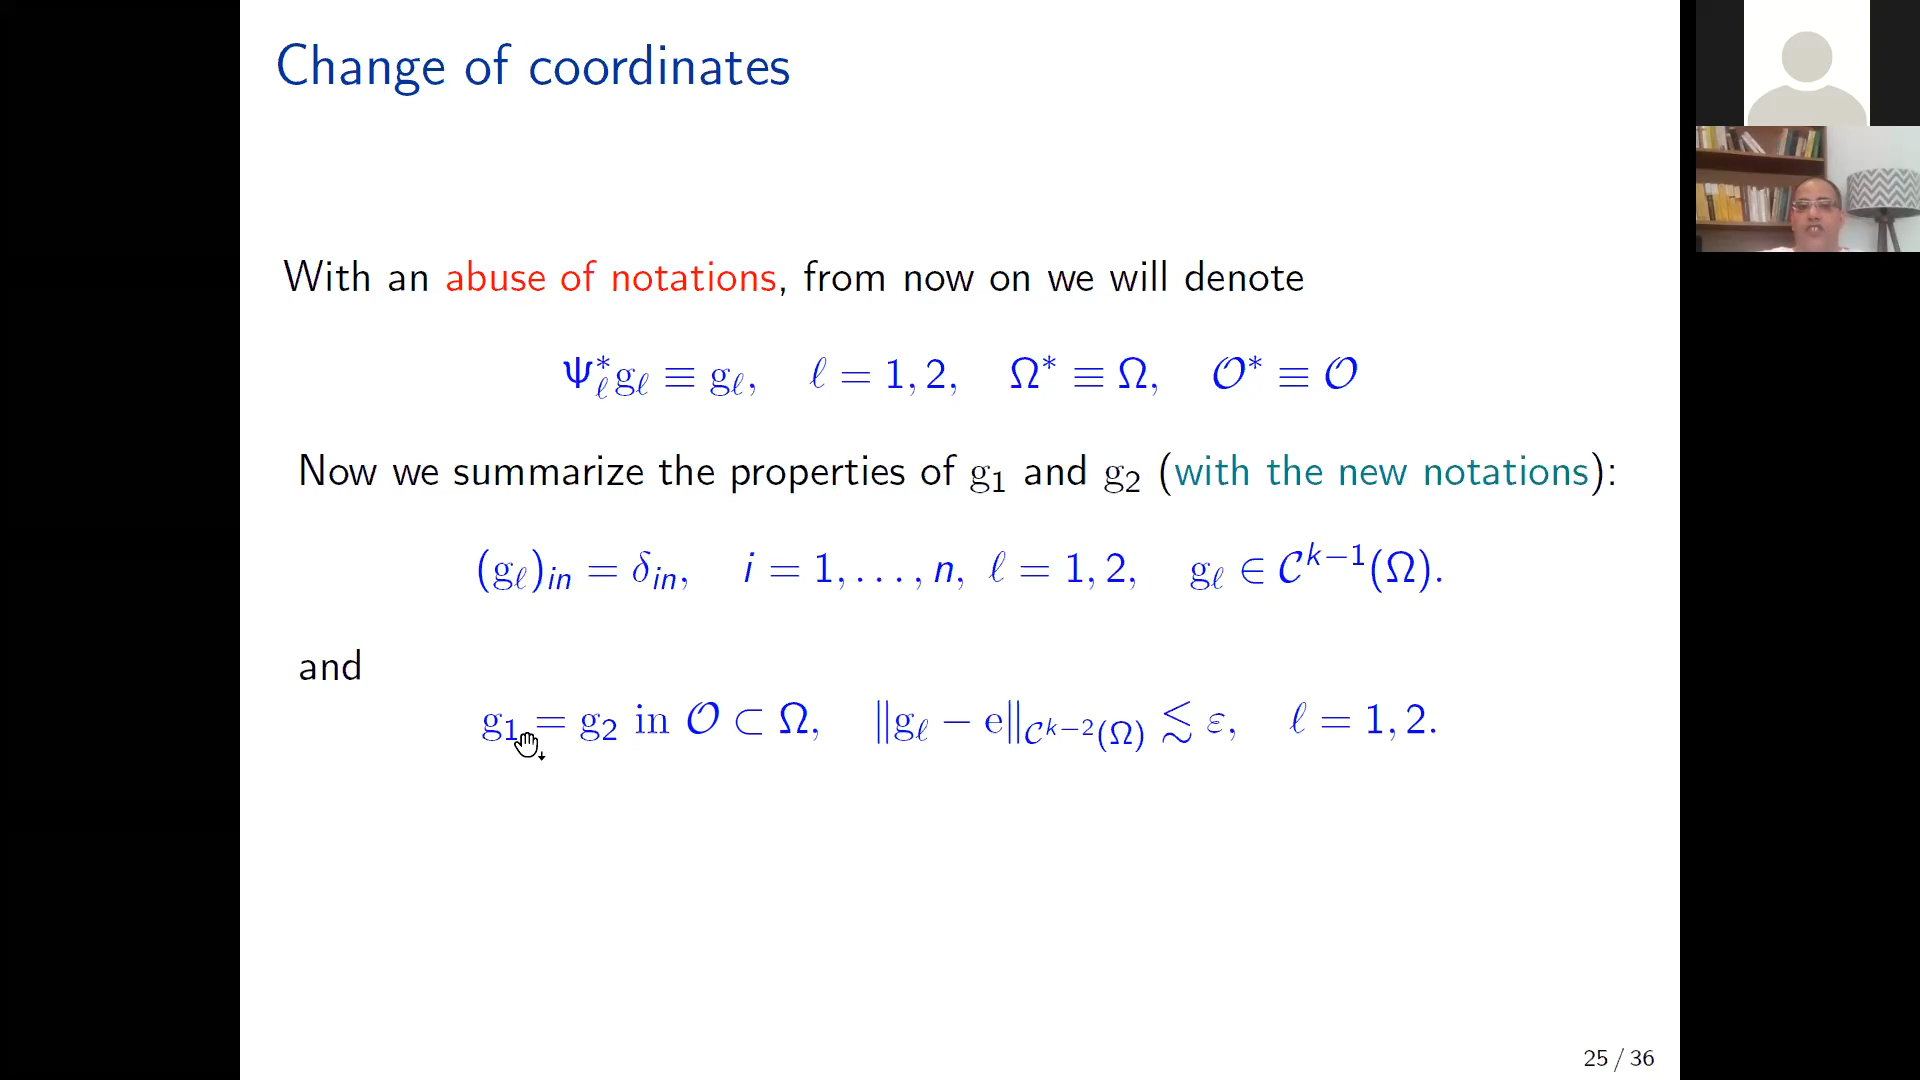 Change of coordinates
With an abuse of notations, from now on we will denote
Ψ*ℓgℓ ≡ gℓ, ℓ = 1, 2, Ω* ≡ Ω, 𝒪* ≡ 𝒪
Now we summarize the properties of g₁ and g₂ (with the new notations):
(gℓ)in = δin, i = 1, . . . , n, ℓ = 1, 2, gℓ ∈ 𝒞ᵏ⁻¹(Ω).
and
g₁ = g₂ in 𝒪 ⊂ Ω, ‖gℓ − e‖𝒞ᵏ⁻²(Ω) ≲ ε, ℓ = 1, 2.
25 / 36